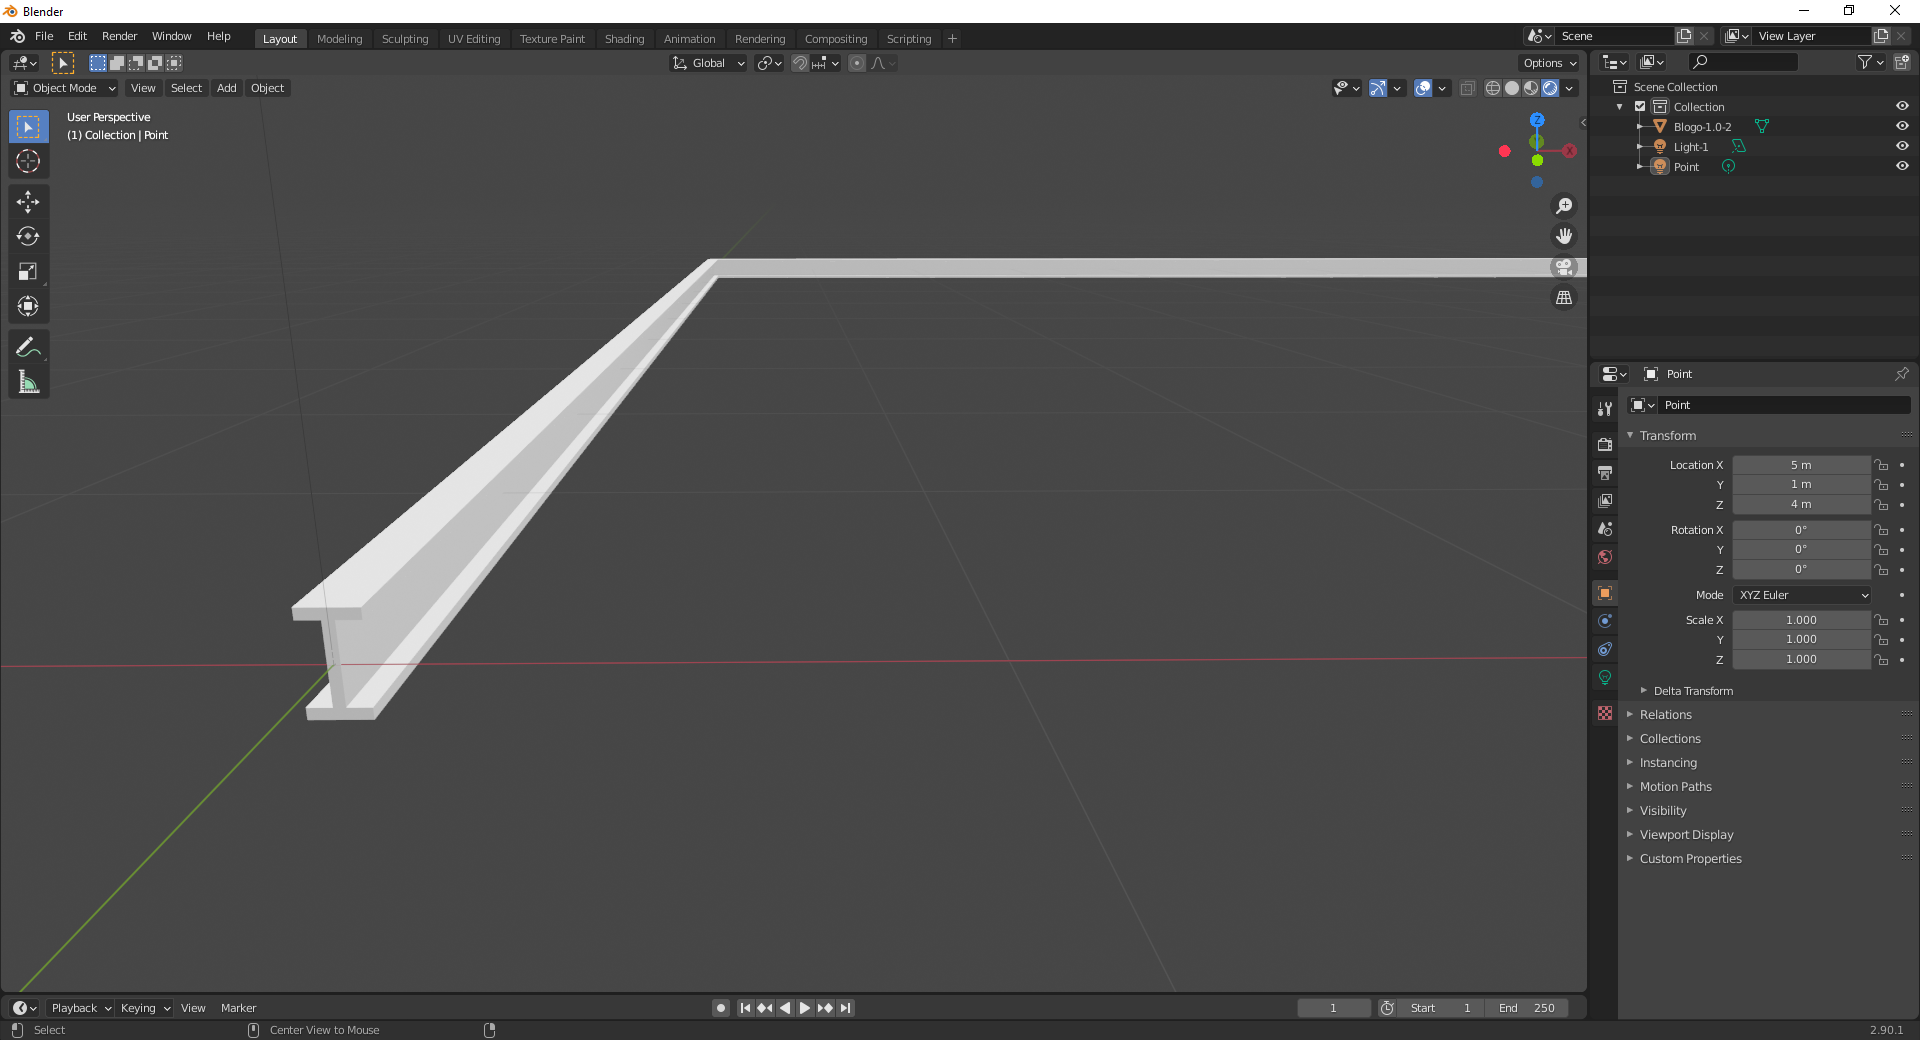 Blender
File Edit Render Window Help
Layout Modeling Sculpting UV Editing Texture Paint Shading Animation Rendering Compositing Scripting +
Scene
View Layer
Global
Options
Object Mode View Select Add Object
User Perspective
(1) Collection | Point
Z
X
Scene Collection
Collection
Blogo-1.0-2
Light-1
Point
Point
Point
Transform
Location X 5 m
Y 1 m
Z 4 m
Rotation X 0°
Y 0°
Z 0°
Mode XYZ Euler
Scale X 1.000
Y 1.000
Z 1.000
Delta Transform
Relations
Collections
Instancing
Motion Paths
Visibility
Viewport Display
Custom Properties
Playback Keying View Marker
1
Start 1
End 250
Select
Center View to Mouse
2.90.1